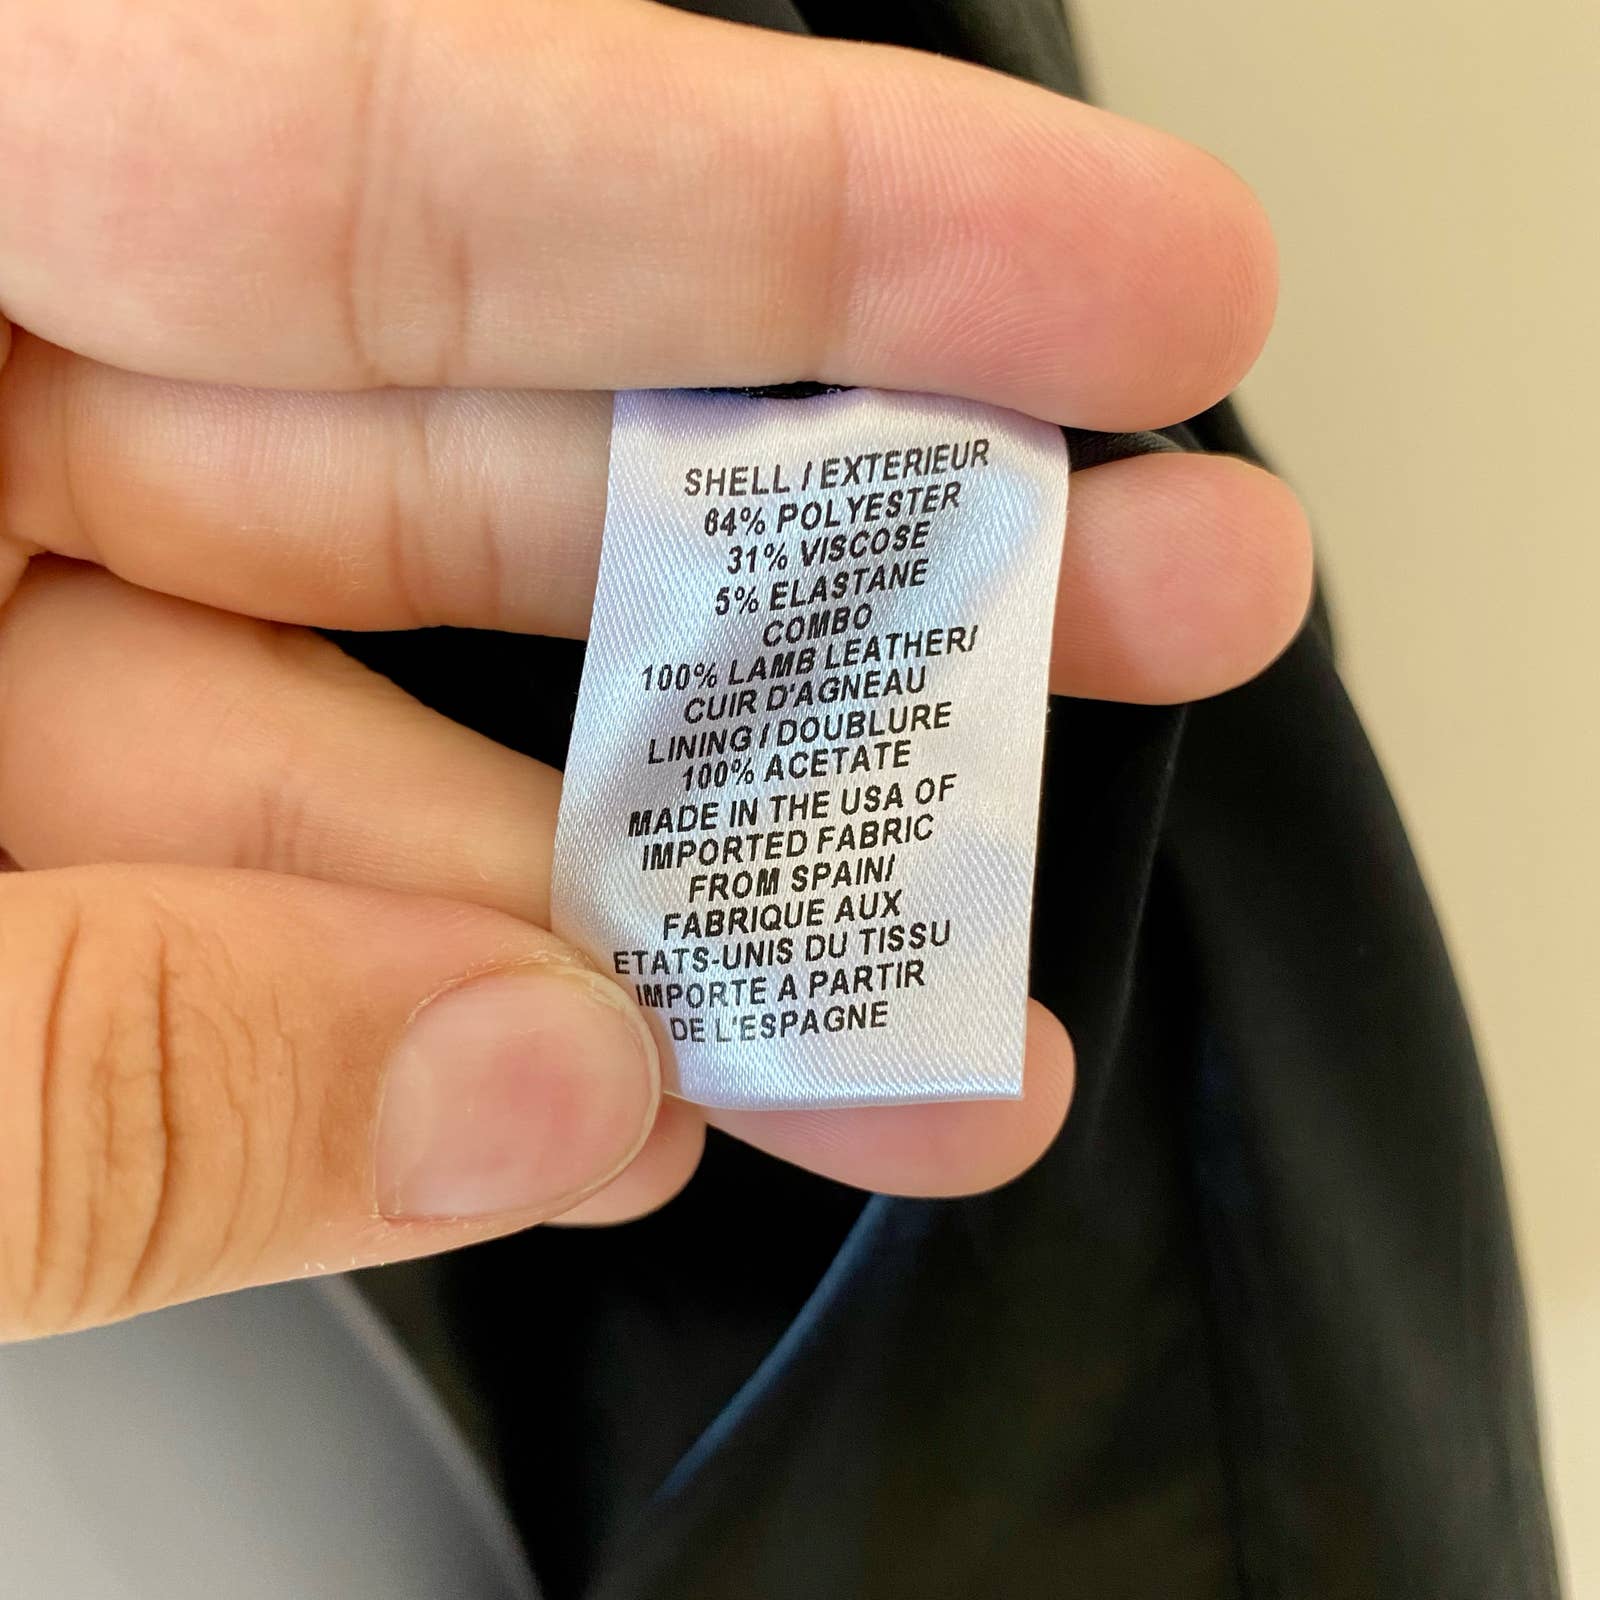 SHELL / EXTERIEUR
64% POLYESTER
31% VISCOSE
5% ELASTANE
COMBO
100% LAMB LEATHER/
CUIR D'AGNEAU
LINING / DOUBLURE
100% ACETATE
MADE IN THE USA OF
IMPORTED FABRIC
FROM SPAIN/
FABRIQUE AUX
ETATS-UNIS DU TISSU
IMPORTE A PARTIR
DE L'ESPAGNE